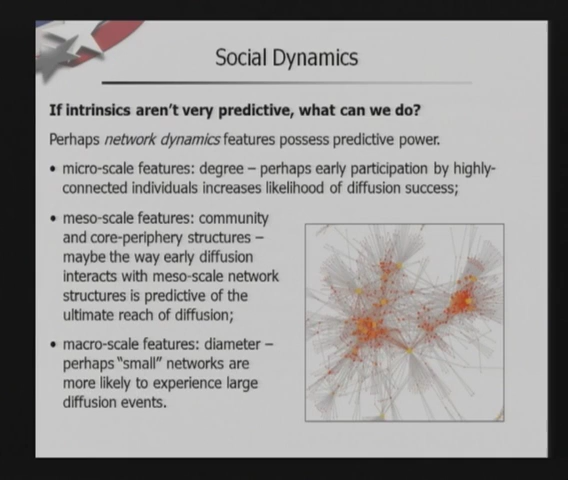 Social Dynamics
If intrinsics aren't very predictive, what can we do?
Perhaps network dynamics features possess predictive power.
• micro-scale features: degree – perhaps early participation by highly-
connected individuals increases likelihood of diffusion success;
• meso-scale features: community
and core-periphery structures –
maybe the way early diffusion
interacts with meso-scale network
structures is predictive of the
ultimate reach of diffusion;
• macro-scale features: diameter –
perhaps "small" networks are
more likely to experience large
diffusion events.